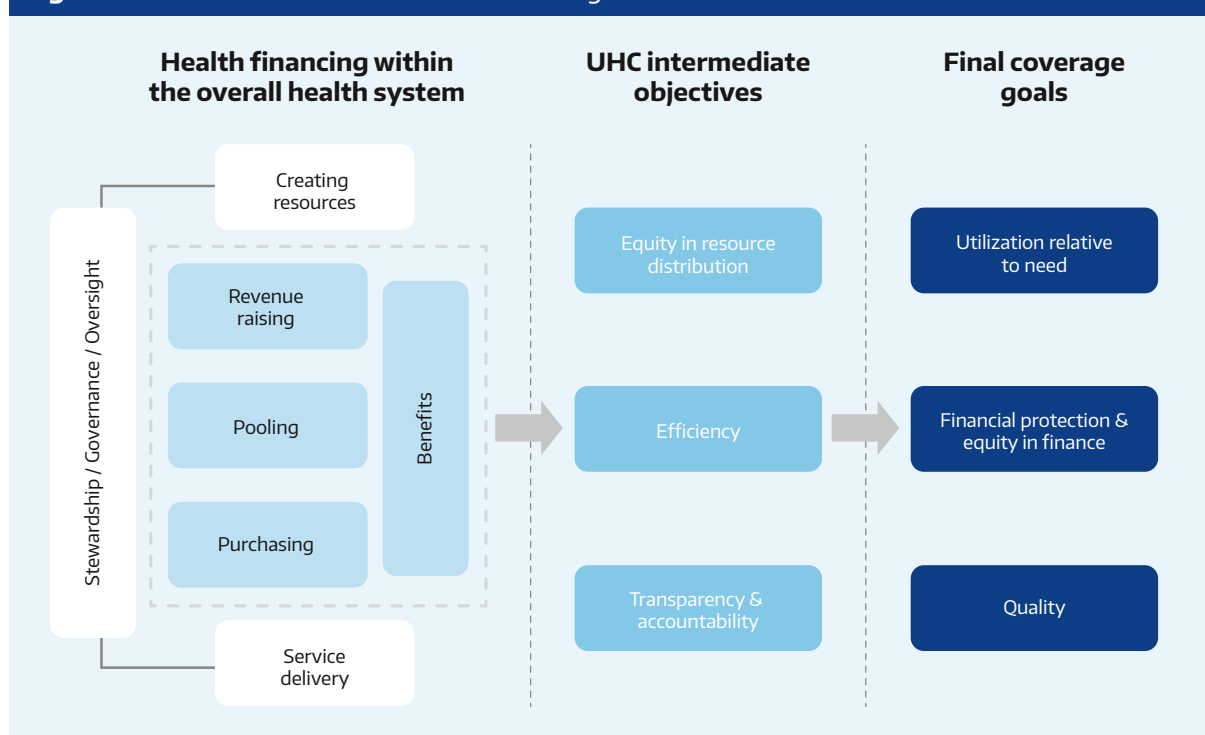 Health financing within
the overall health system
UHC intermediate
objectives
Final coverage
goals
Stewardship / Governance / Oversight
Creating
resources
Revenue
raising
Pooling
Purchasing
Benefits
Service
delivery
Equity in resource
distribution
Efficiency
Transparency &
accountability
Utilization relative
to need
Financial protection &
equity in finance
Quality